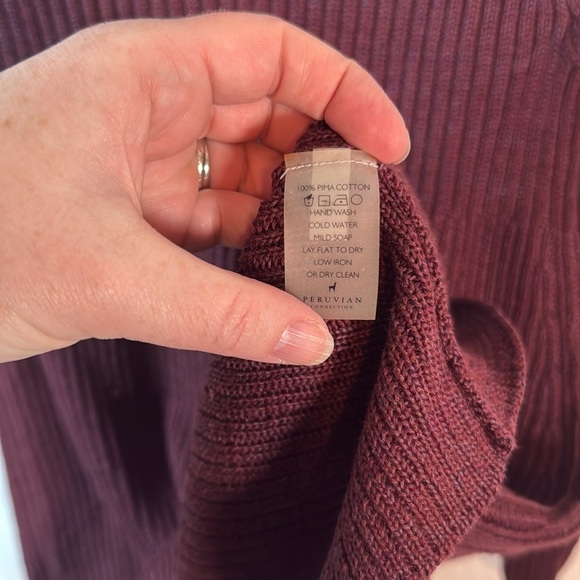 100% PIMA COTTON
HAND WASH
COLD WATER
MILD SOAP
LAY FLAT TO DRY
LOW IRON
OR DRY CLEAN
PERUVIAN
CONNECTION